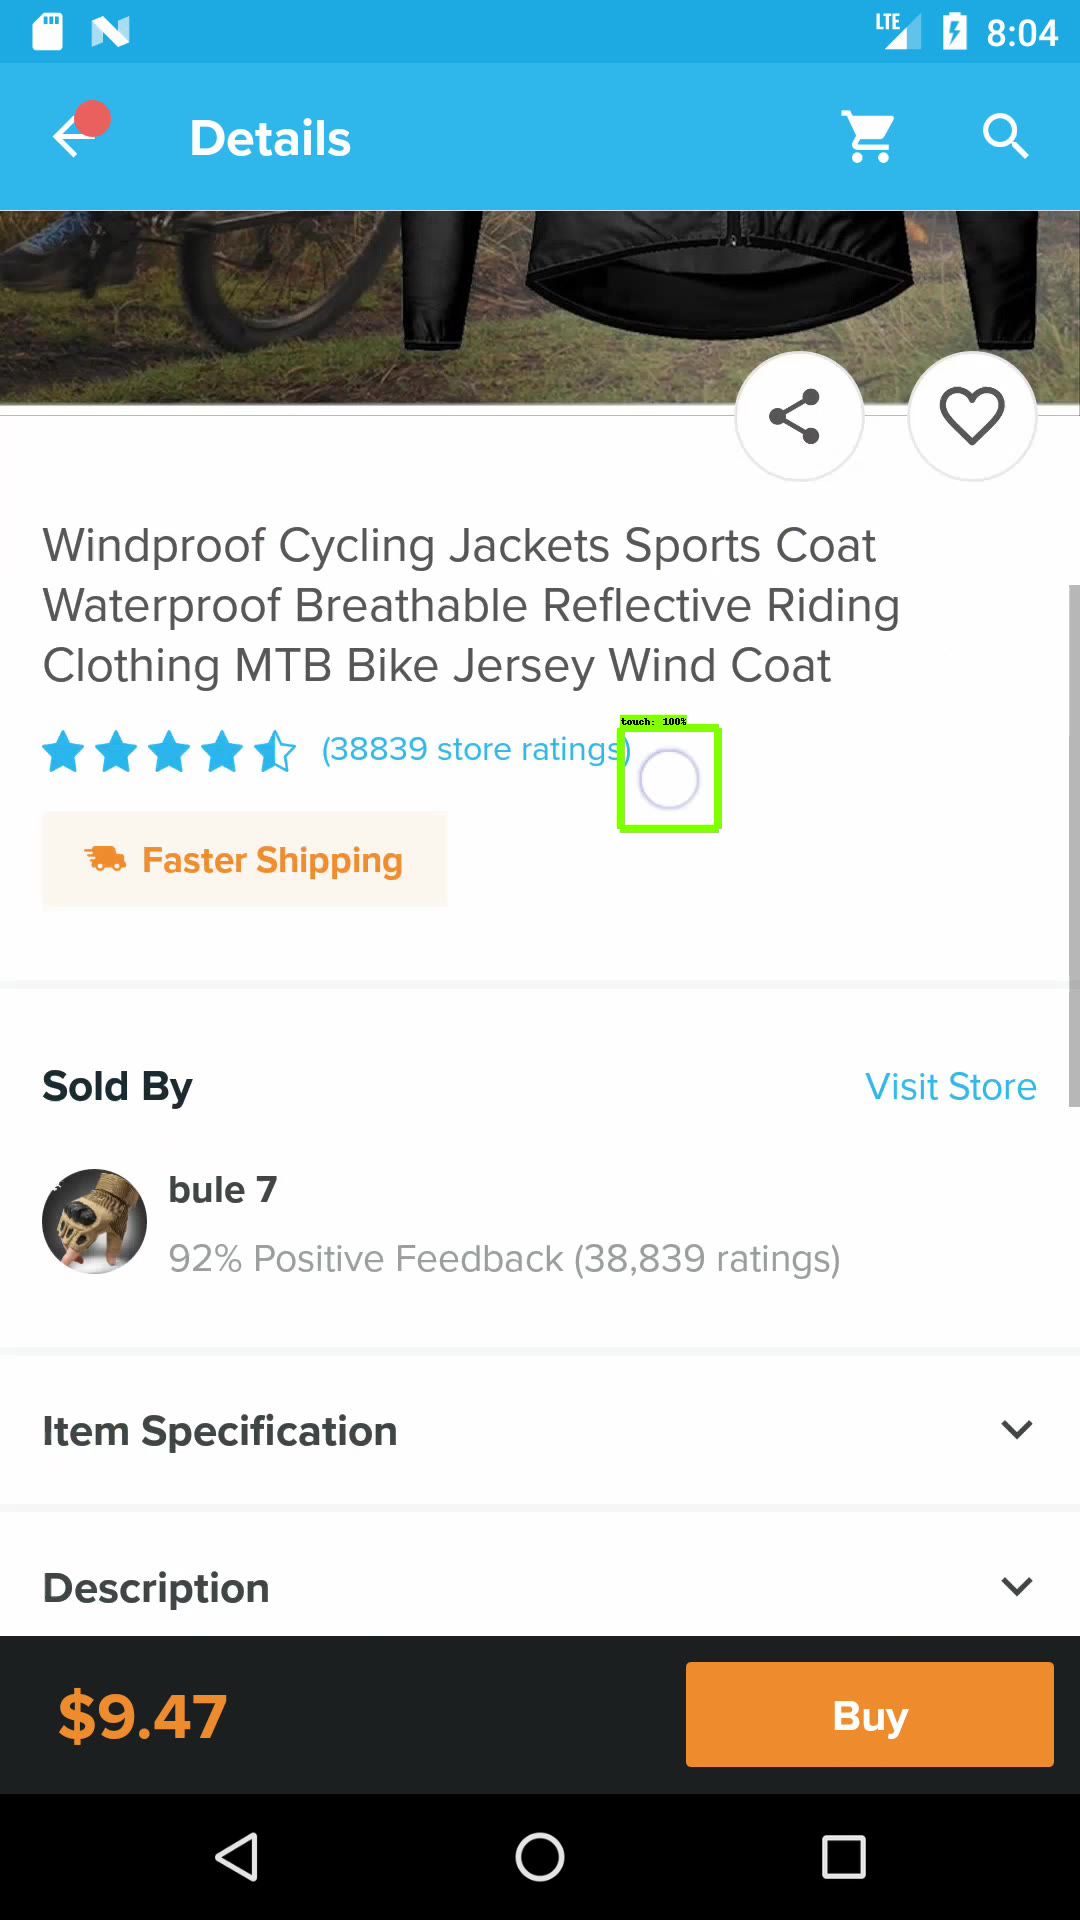 LTE 8:04
Details
Windproof Cycling Jackets Sports Coat
Waterproof Breathable Reflective Riding
Clothing MTB Bike Jersey Wind Coat
touch: 100%
(38839 store ratings)
Faster Shipping
Sold By Visit Store
bule 7
92% Positive Feedback (38,839 ratings)
Item Specification
Description
$9.47 Buy